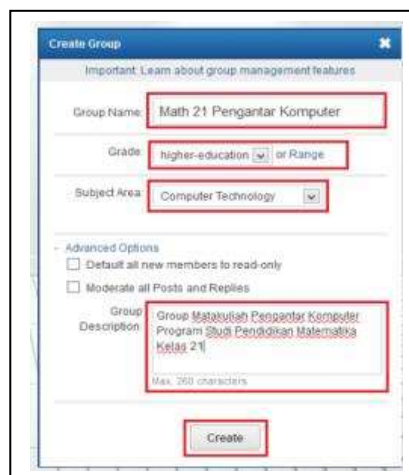 Create Group
Important: Learn about group management features
Group Name: Math 21 Pengantar Komputer
Grade: higher-education or Range
Subject Area: Computer Technology
- Advanced Options
Default all new members to read-only
Moderate all Posts and Replies
Group Description: Group Matakuliah Pengantar Komputer
Program Studi Pendidikan Matematika
Kelas 21
Max. 260 characters
Create